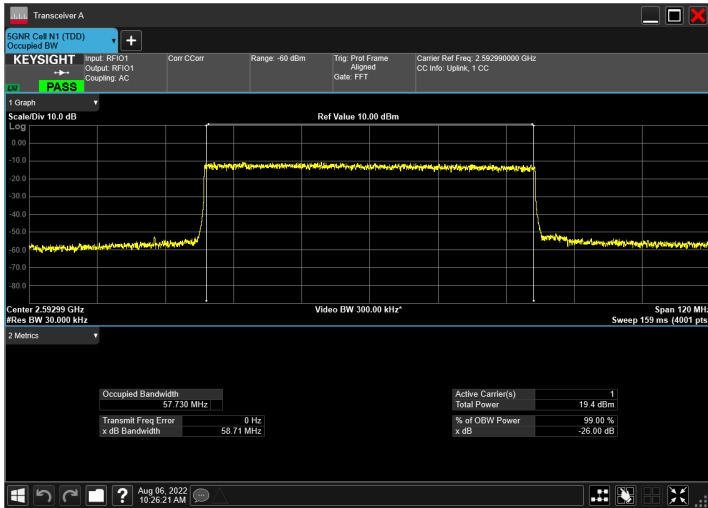 Transceiver A
5GNR Cell N1 (TDD)
Occupied BW
KEYSIGHT
LXI
PASS
Input: RFIO1
Output: RFIO1
Coupling: AC
Corr CCorr
Range: -60 dBm
Trig: Prot Frame
Aligned
Gate: FFT
Carrier Ref Freq: 2.592990000 GHz
CC Info: Uplink, 1 CC
1 Graph
Scale/Div 10.0 dB
Ref Value 10.00 dBm
Log
0.00
-10.0
-20.0
-30.0
-40.0
-50.0
-60.0
-70.0
-80.0
Center 2.59299 GHz
#Res BW 30.000 kHz
Video BW 300.00 kHz*
Span 120 MHz
Sweep 159 ms (4001 pts
2 Metrics
Occupied Bandwidth
57.730 MHz
Transmit Freq Error 0 Hz
x dB Bandwidth 58.71 MHz
Active Carrier(s) 1
Total Power 19.4 dBm
% of OBW Power 99.00 %
x dB -26.00 dB
Aug 06, 2022
10:26:21 AM